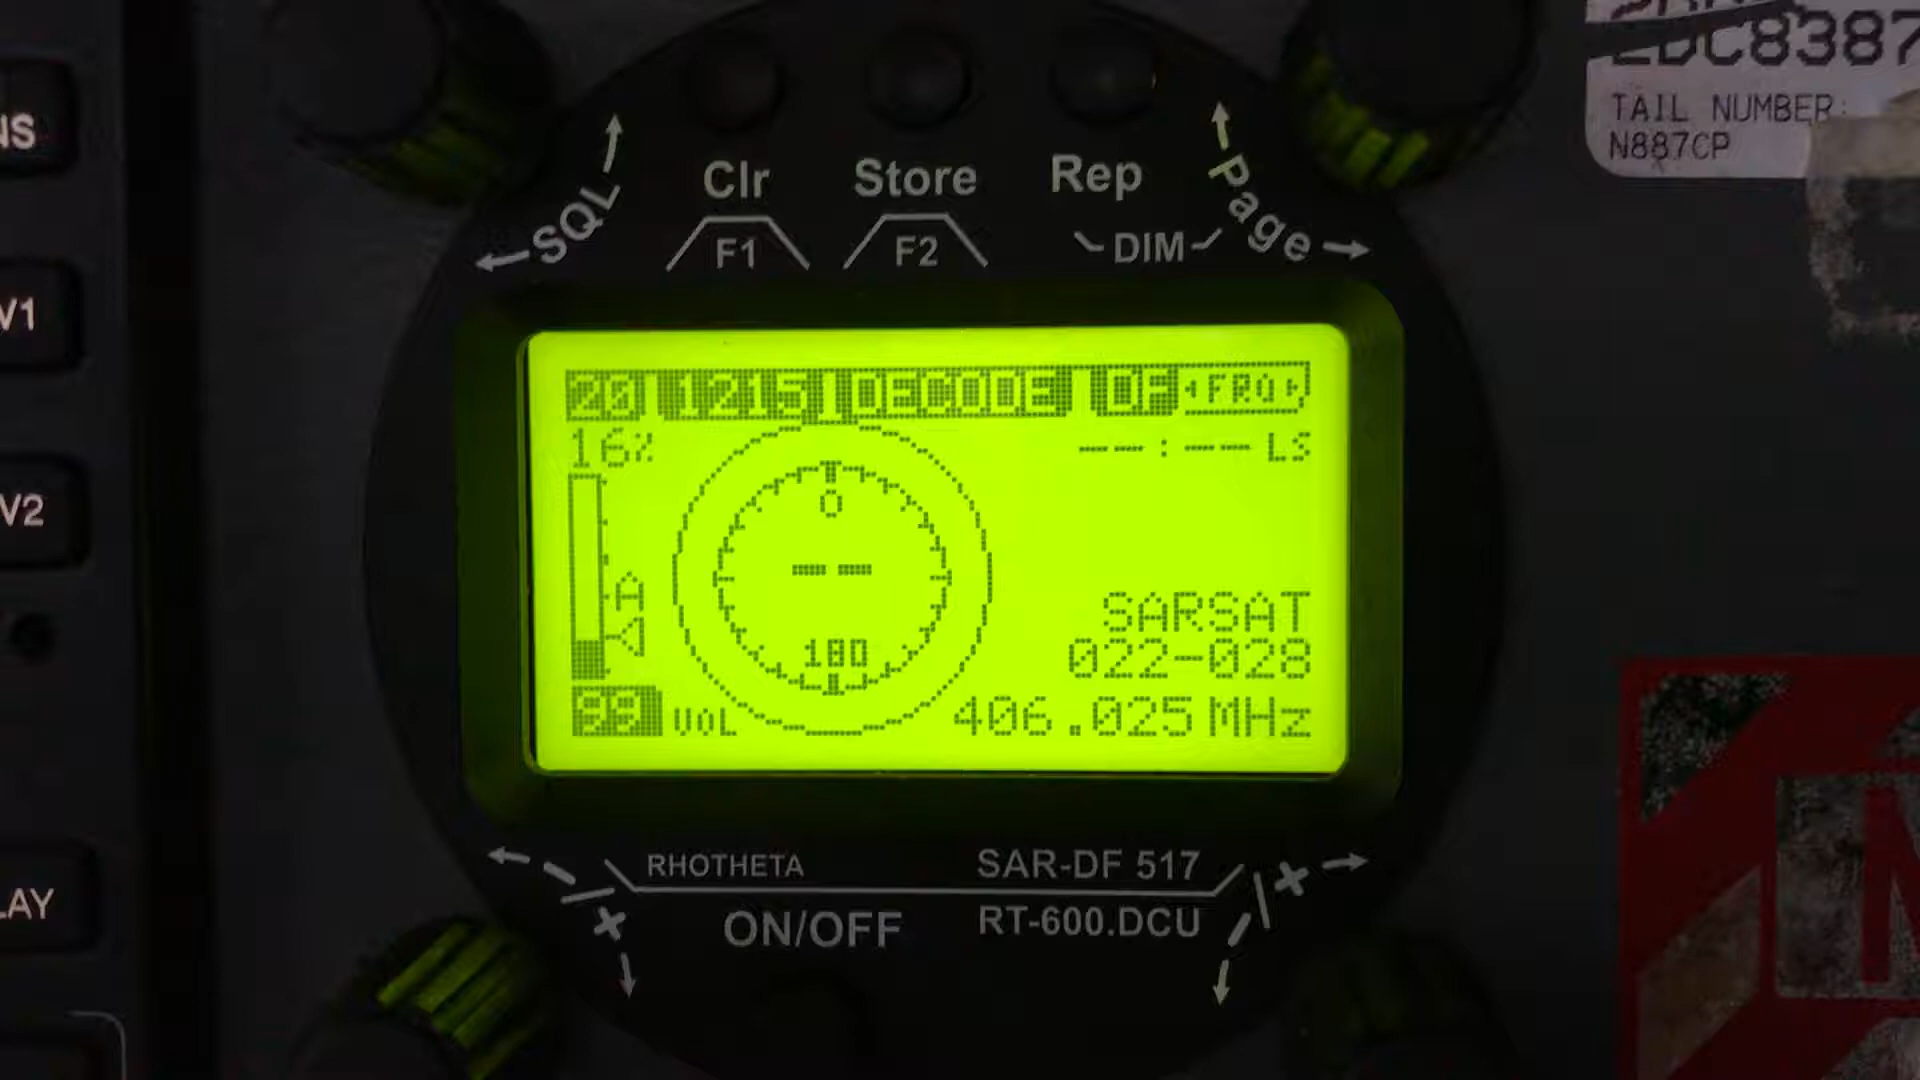 NS
V1
V2
LAY
SQL
Clr
Store
Rep
Page
F1
F2
DIM
TAIL NUMBER:
N887CP
20 1215 DECODE DF FRQ
16%
--:-- LS
0
-- --
A
180
SARSAT
022-028
VOL
406.025 MHz
RHOTHETA
SAR-DF 517
ON/OFF
RT-600.DCU
-/+
-/+